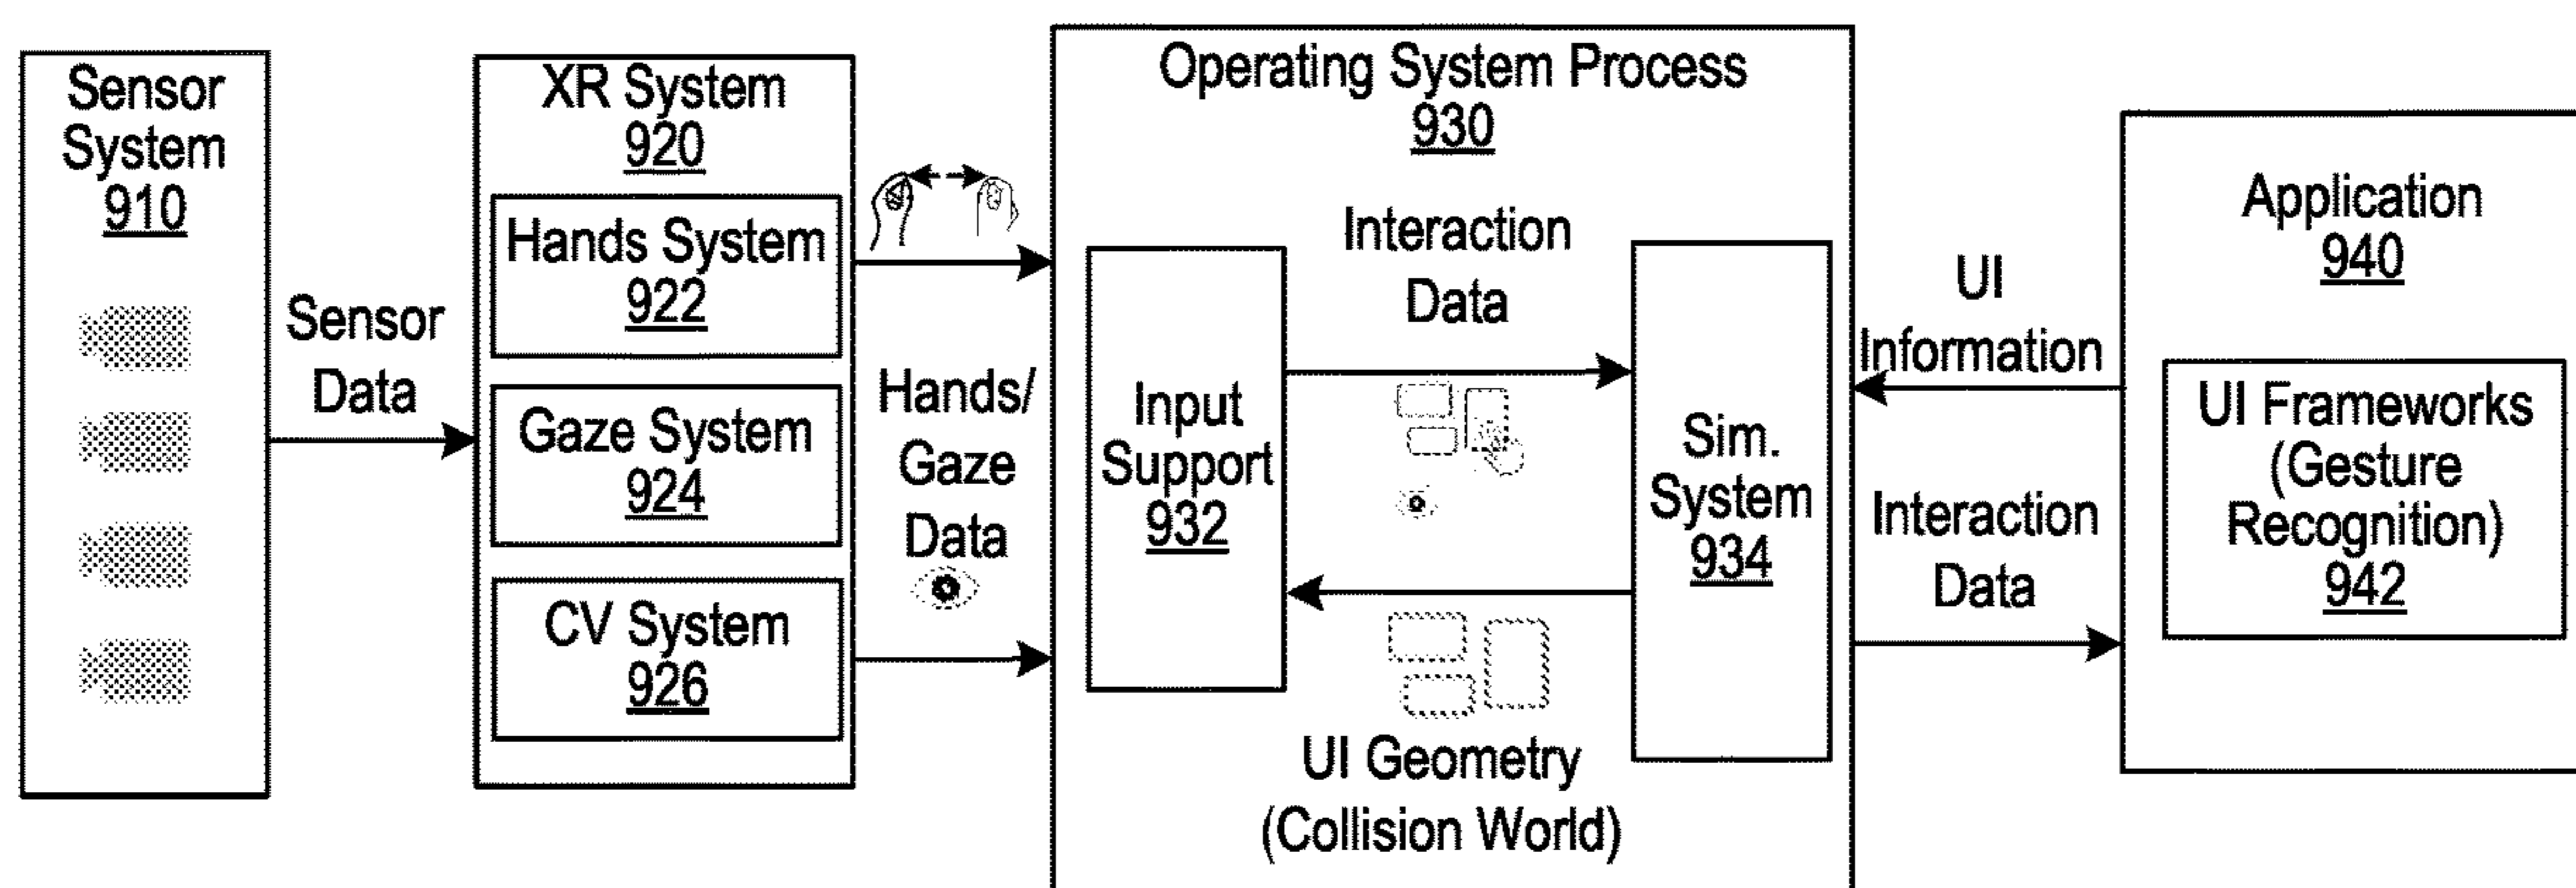 Sensor
System
910
Sensor
Data
XR System
920
Hands System
922
Gaze System
924
CV System
926
Hands/
Gaze
Data
Operating System Process
930
Input
Support
932
Interaction
Data
Sim.
System
934
UI Geometry
(Collision World)
UI
Information
Interaction
Data
Application
940
UI Frameworks
(Gesture
Recognition)
942